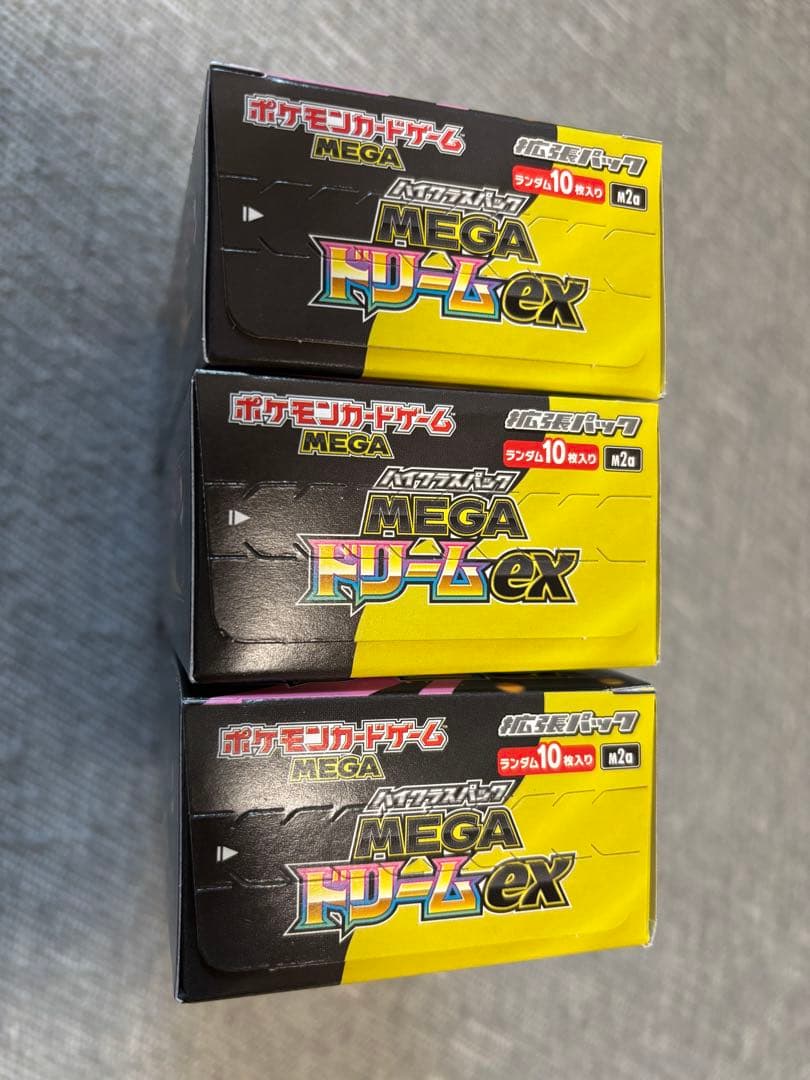 ポケモンカードゲーム
MEGA
拡張パック
ランダム10枚入り
M2a
ハイクラスパック
MEGA
ドリームex
ポケモンカードゲーム
MEGA
拡張パック
ランダム10枚入り
M2a
ハイクラスパック
MEGA
ドリームex
ポケモンカードゲーム
MEGA
拡張パック
ランダム10枚入り
M2a
ハイクラスパック
MEGA
ドリームex